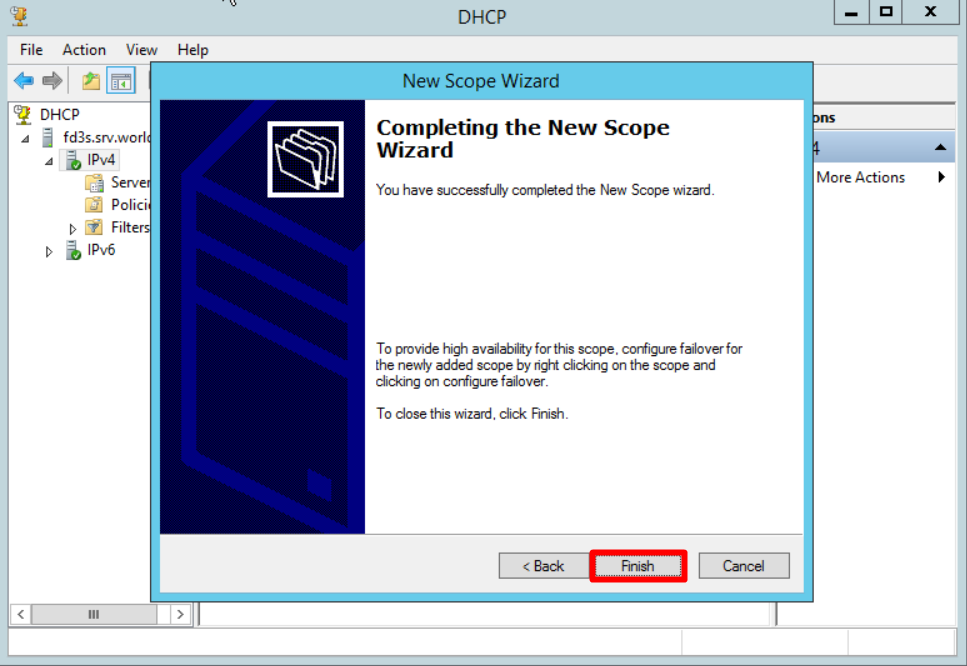 DHCP
File Action View Help
New Scope Wizard
DHCP
fd3s.srv.world
IPv4
Server
Policie
Filters
IPv6
Completing the New Scope
Wizard
You have successfully completed the New Scope wizard.
To provide high availability for this scope, configure failover for
the newly added scope by right clicking on the scope and
clicking on configure failover.
To close this wizard, click Finish.
< Back Finish Cancel
ons
4
More Actions